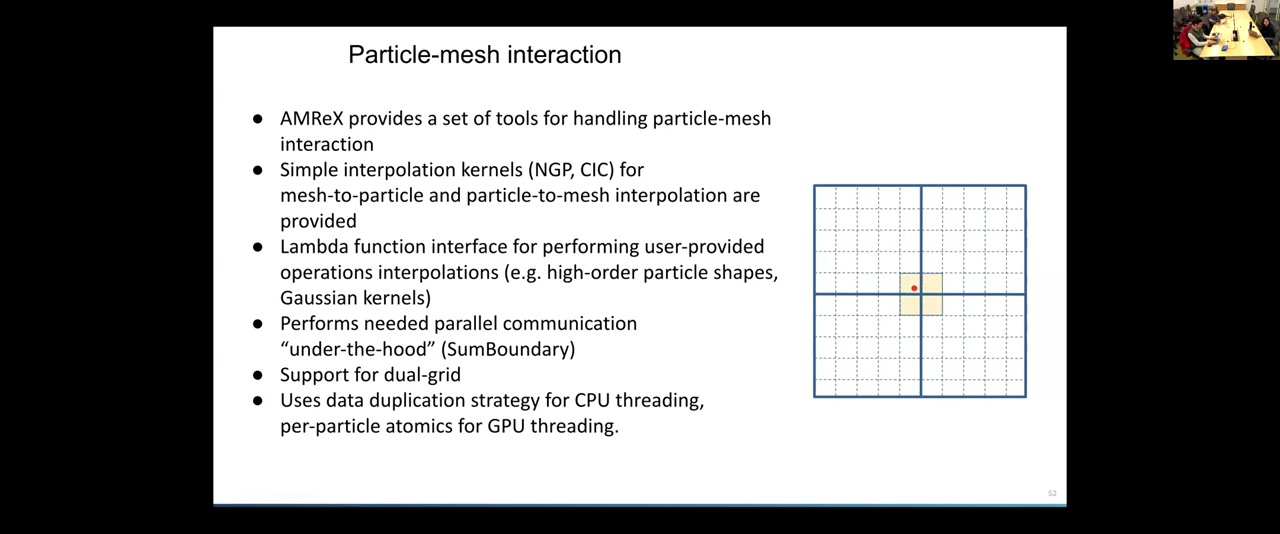 Particle-mesh interaction
● AMReX provides a set of tools for handling particle-mesh
interaction
● Simple interpolation kernels (NGP, CIC) for
mesh-to-particle and particle-to-mesh interpolation are
provided
● Lambda function interface for performing user-provided
operations interpolations (e.g. high-order particle shapes,
Gaussian kernels)
● Performs needed parallel communication
“under-the-hood” (SumBoundary)
● Support for dual-grid
● Uses data duplication strategy for CPU threading,
per-particle atomics for GPU threading.
52